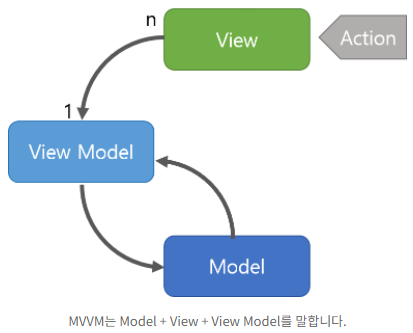 n
View
Action
1
View Model
Model
MVVM는 Model + View + View Model를 말합니다.